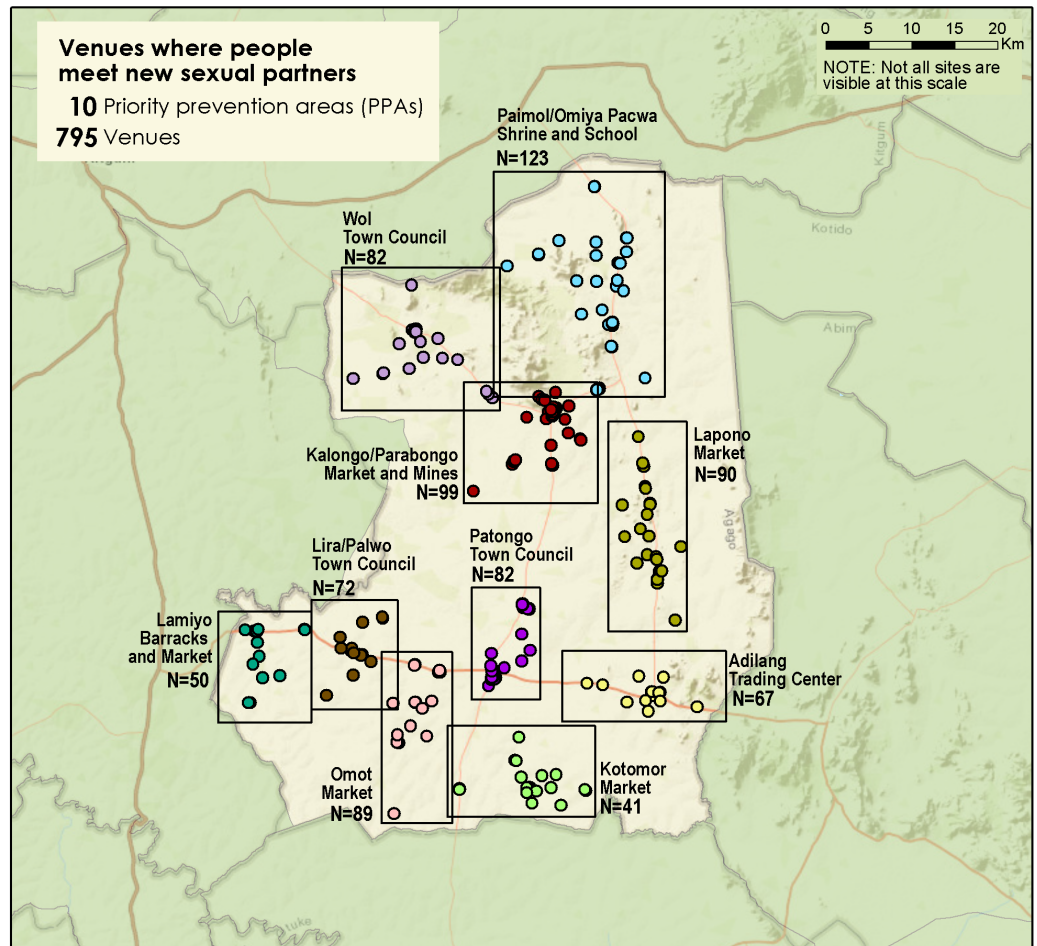 Venues where people
meet new sexual partners
10 Priority prevention areas (PPAs)
795 Venues
0 5 10 15 20
Km
NOTE: Not all sites are
visible at this scale
Kitgum
Paimol/Omiya Pacwa
Shrine and School
N=123
Wol
Town Council
N=82
Kotido
Abim
Kalongo/Parabongo
Market and Mines
N=99
Lapono
Market
N=90
Agago
Patongo
Town Council
N=82
Lira/Palwo
Town Council
N=72
Lamiyo
Barracks
and Market
N=50
Adilang
Trading Center
N=67
Omot
Market
N=89
Kotomor
Market
N=41